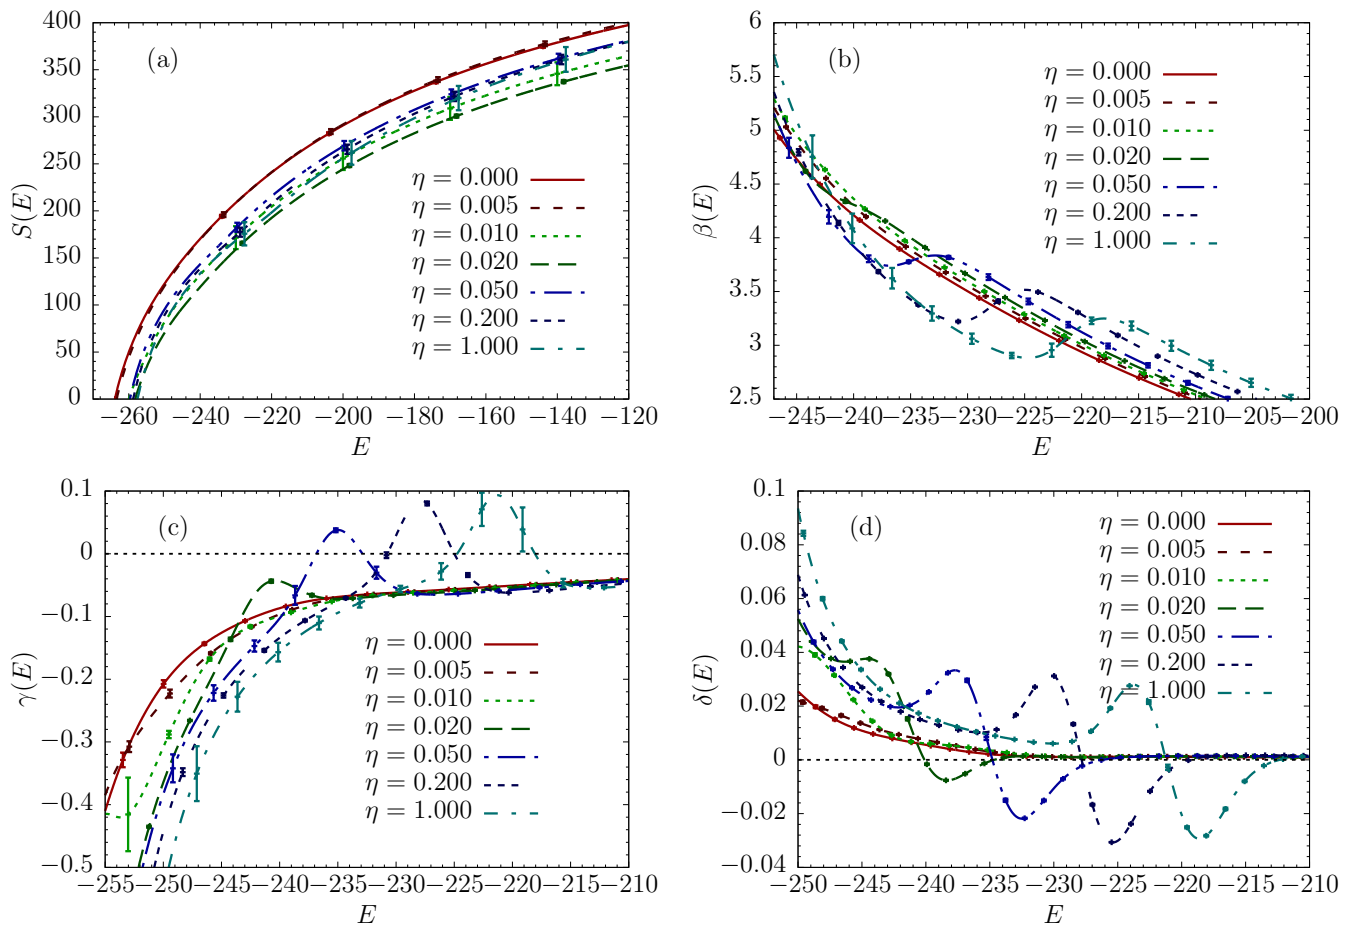 (a)
S(E)
400
350
300
250
200
150
100
50
0
η = 0.000
η = 0.005
η = 0.010
η = 0.020
η = 0.050
η = 0.200
η = 1.000
−260 −240 −220 −200 −180 −160 −140 −120
E
(b)
β(E)
6
5.5
5
4.5
4
3.5
3
2.5
η = 0.000
η = 0.005
η = 0.010
η = 0.020
η = 0.050
η = 0.200
η = 1.000
−245 −240 −235 −230 −225 −220 −215 −210 −205 −200
E
(c)
γ(E)
0.1
0
−0.1
−0.2
−0.3
−0.4
−0.5
η = 0.000
η = 0.005
η = 0.010
η = 0.020
η = 0.050
η = 0.200
η = 1.000
−255 −250 −245 −240 −235 −230 −225 −220 −215 −210
E
(d)
δ(E)
0.1
0.08
0.06
0.04
0.02
0
−0.02
−0.04
η = 0.000
η = 0.005
η = 0.010
η = 0.020
η = 0.050
η = 0.200
η = 1.000
−250 −245 −240 −235 −230 −225 −220 −215 −210
E